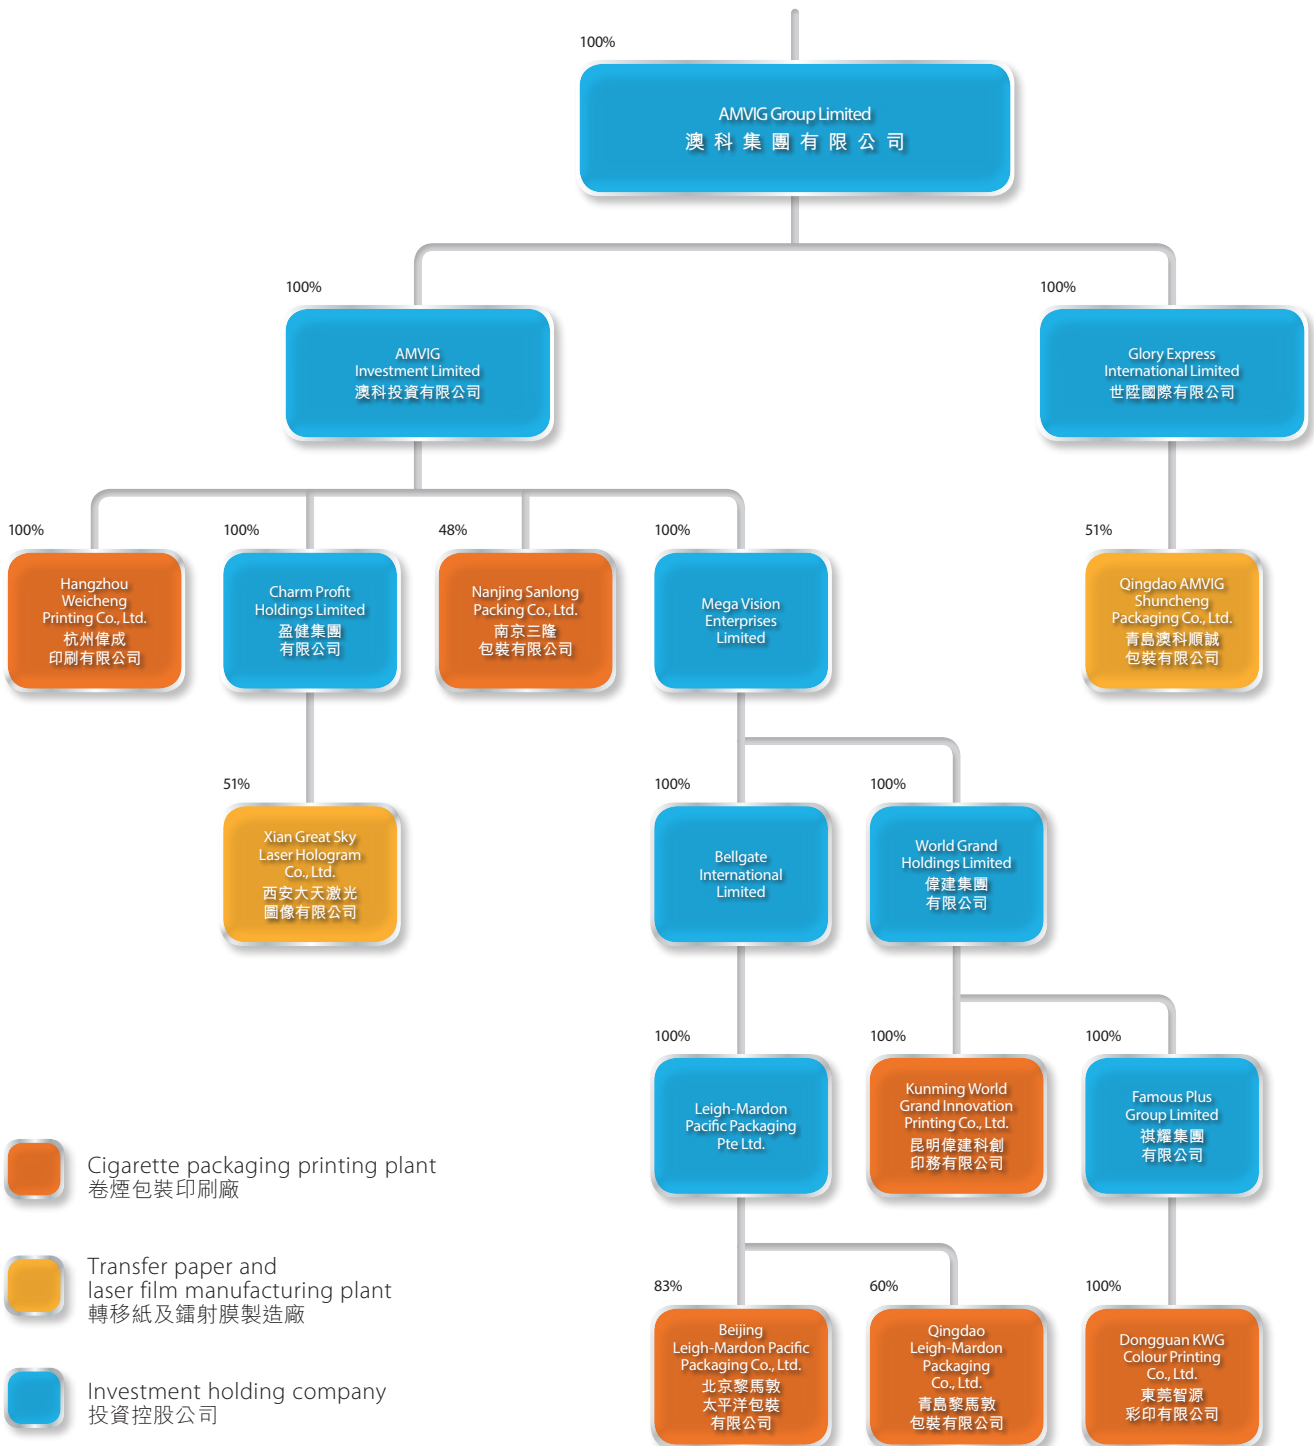 100%
AMVIG Group Limited
澳科集團有限公司
100%
AMVIG
Investment Limited
澳科投資有限公司
100%
Glory Express
International Limited
世陞國際有限公司
100%
Hangzhou
Weicheng
Printing Co., Ltd.
杭州偉成
印刷有限公司
100%
Charm Profit
Holdings Limited
盈健集團
有限公司
48%
Nanjing Sanlong
Packing Co., Ltd.
南京三隆
包裝有限公司
100%
Mega Vision
Enterprises
Limited
51%
Qingdao AMVIG
Shuncheng
Packaging Co., Ltd.
青島澳科順誠
包裝有限公司
51%
Xian Great Sky
Laser Hologram
Co., Ltd.
西安大天激光
圖像有限公司
100%
Bellgate
International
Limited
100%
World Grand
Holdings Limited
偉建集團
有限公司
100%
Leigh-Mardon
Pacific Packaging
Pte Ltd.
100%
Kunming World
Grand Innovation
Printing Co., Ltd.
昆明偉建科創
印務有限公司
100%
Famous Plus
Group Limited
祺耀集團
有限公司
83%
Beijing
Leigh-Mardon Pacific
Packaging Co., Ltd.
北京黎馬敦
太平洋包裝
有限公司
60%
Qingdao
Leigh-Mardon
Packaging
Co., Ltd.
青島黎馬敦
包裝有限公司
100%
Dongguan KWG
Colour Printing
Co., Ltd.
東莞智源
彩印有限公司
Cigarette packaging printing plant
卷煙包裝印刷廠
Transfer paper and
laser film manufacturing plant
轉移紙及鐳射膜製造廠
Investment holding company
投資控股公司